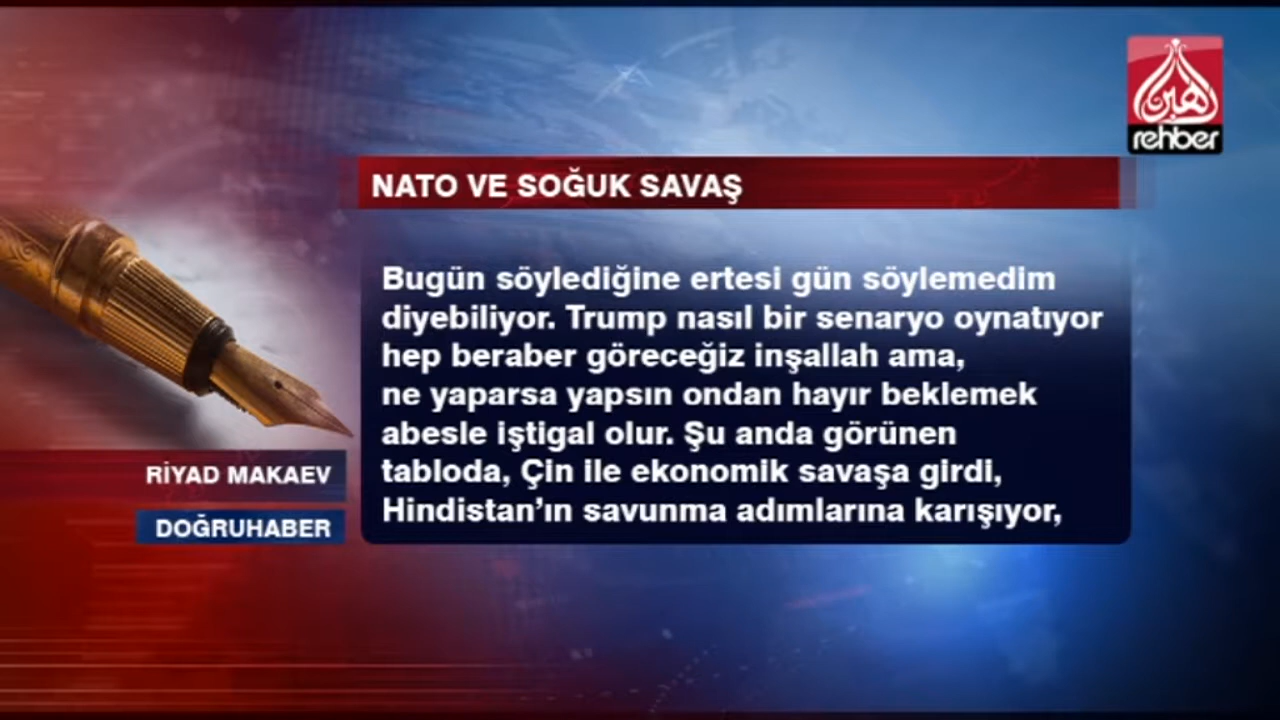 رهبر
rehber
NATO VE SOĞUK SAVAŞ
Bugün söylediğine ertesi gün söylemedim
diyebiliyor. Trump nasıl bir senaryo oynatıyor
hep beraber göreceğiz inşallah ama,
ne yaparsa yapsın ondan hayır beklemek
abesle iştigal olur. Şu anda görünen
tabloda, Çin ile ekonomik savaşa girdi,
Hindistan’ın savunma adımlarına karışıyor,
RİYAD MAKAEV
DOĞRUHABER